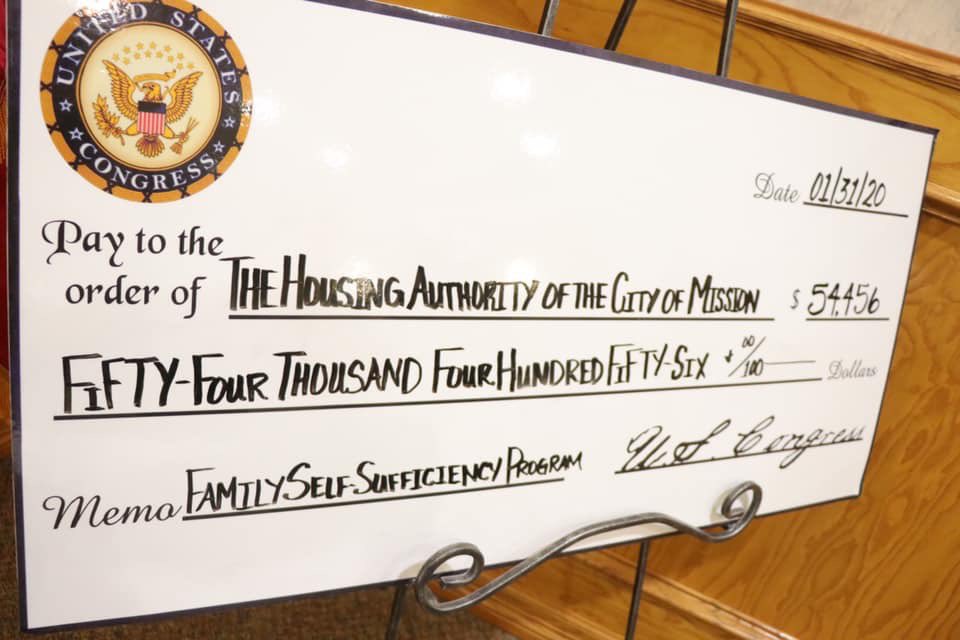 UNITED STATES
CONGRESS
Date 01/31/20
Pay to the
order of THE HOUSING AUTHORITY OF THE CITY OF MISSION $ 54,456
FIFTY-FOUR THOUSAND FOUR HUNDRED FIFTY-SIX + 00/100 Dollars
Memo FAMILY SELF-SUFFICIENCY PROGRAM U.S. Congress